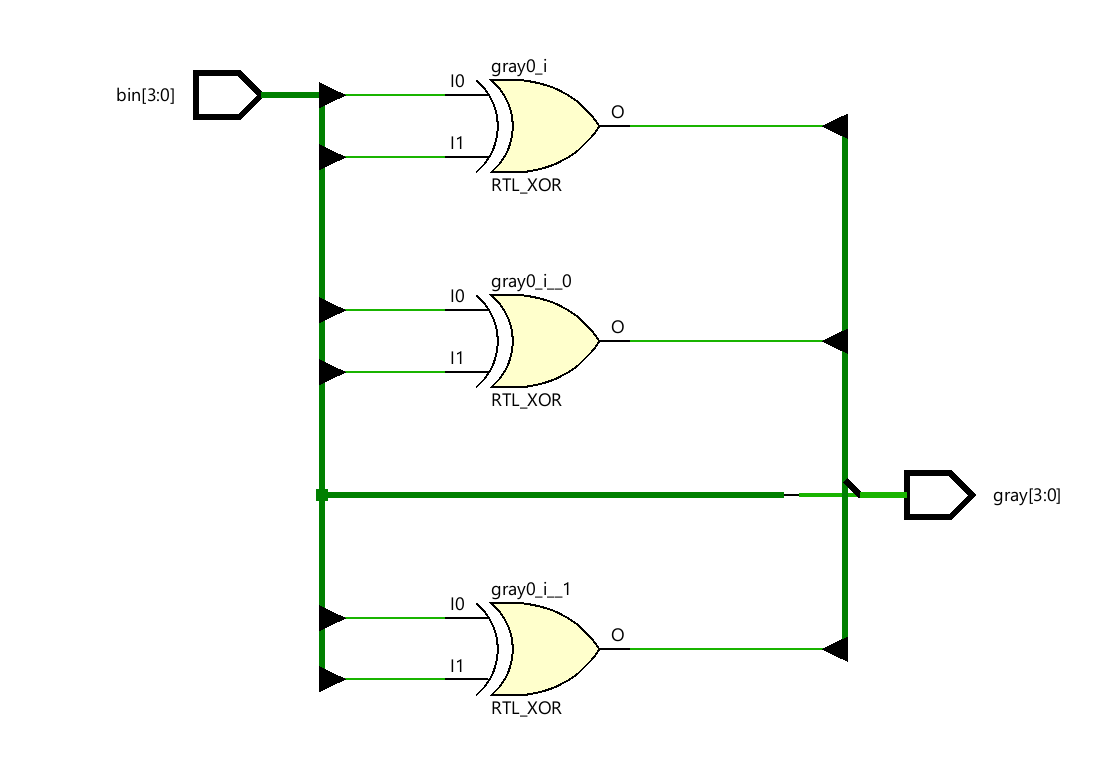 gray0_i
bin[3:0]
I0
O
I1
RTL_XOR
gray0_i__0
I0
O
I1
RTL_XOR
gray[3:0]
gray0_i__1
I0
O
I1
RTL_XOR